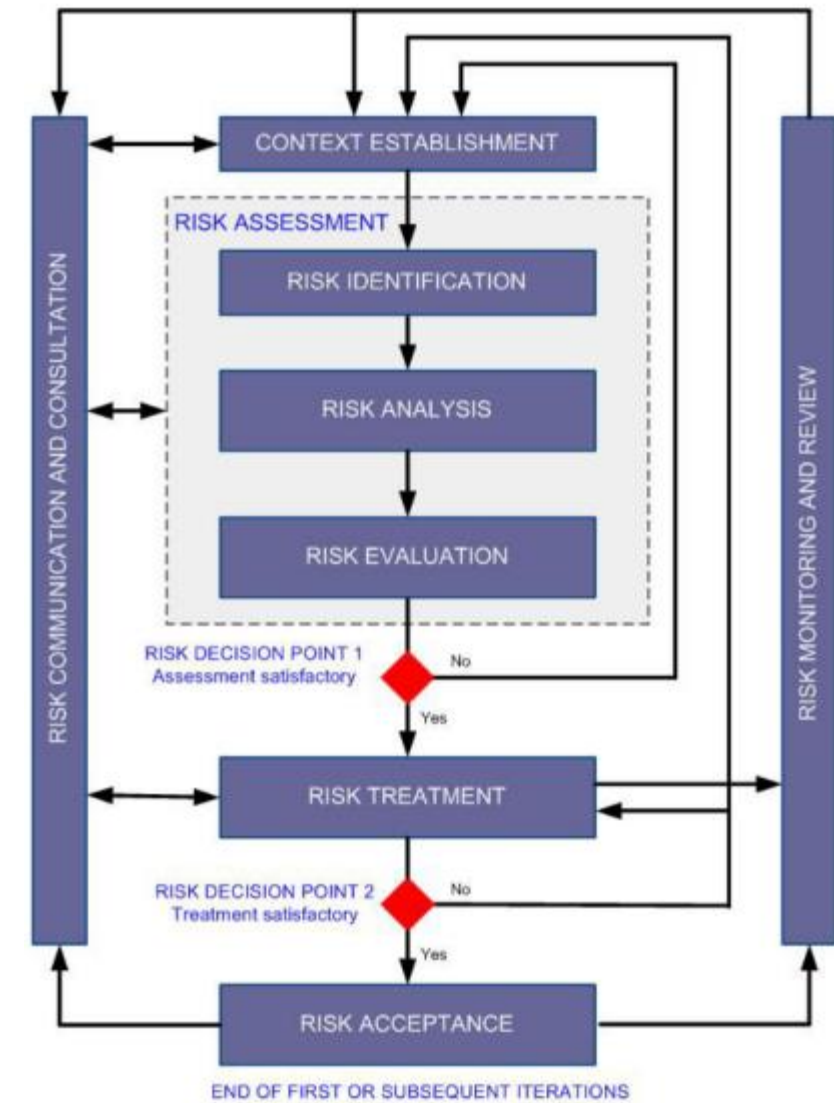 CONTEXT ESTABLISHMENT
RISK ASSESSMENT
RISK IDENTIFICATION
RISK ANALYSIS
RISK EVALUATION
RISK DECISION POINT 1
Assessment satisfactory
No
Yes
RISK TREATMENT
RISK DECISION POINT 2
Treatment satisfactory
No
Yes
RISK ACCEPTANCE
END OF FIRST OR SUBSEQUENT ITERATIONS
RISK COMMUNICATION AND CONSULTATION
RISK MONITORING AND REVIEW